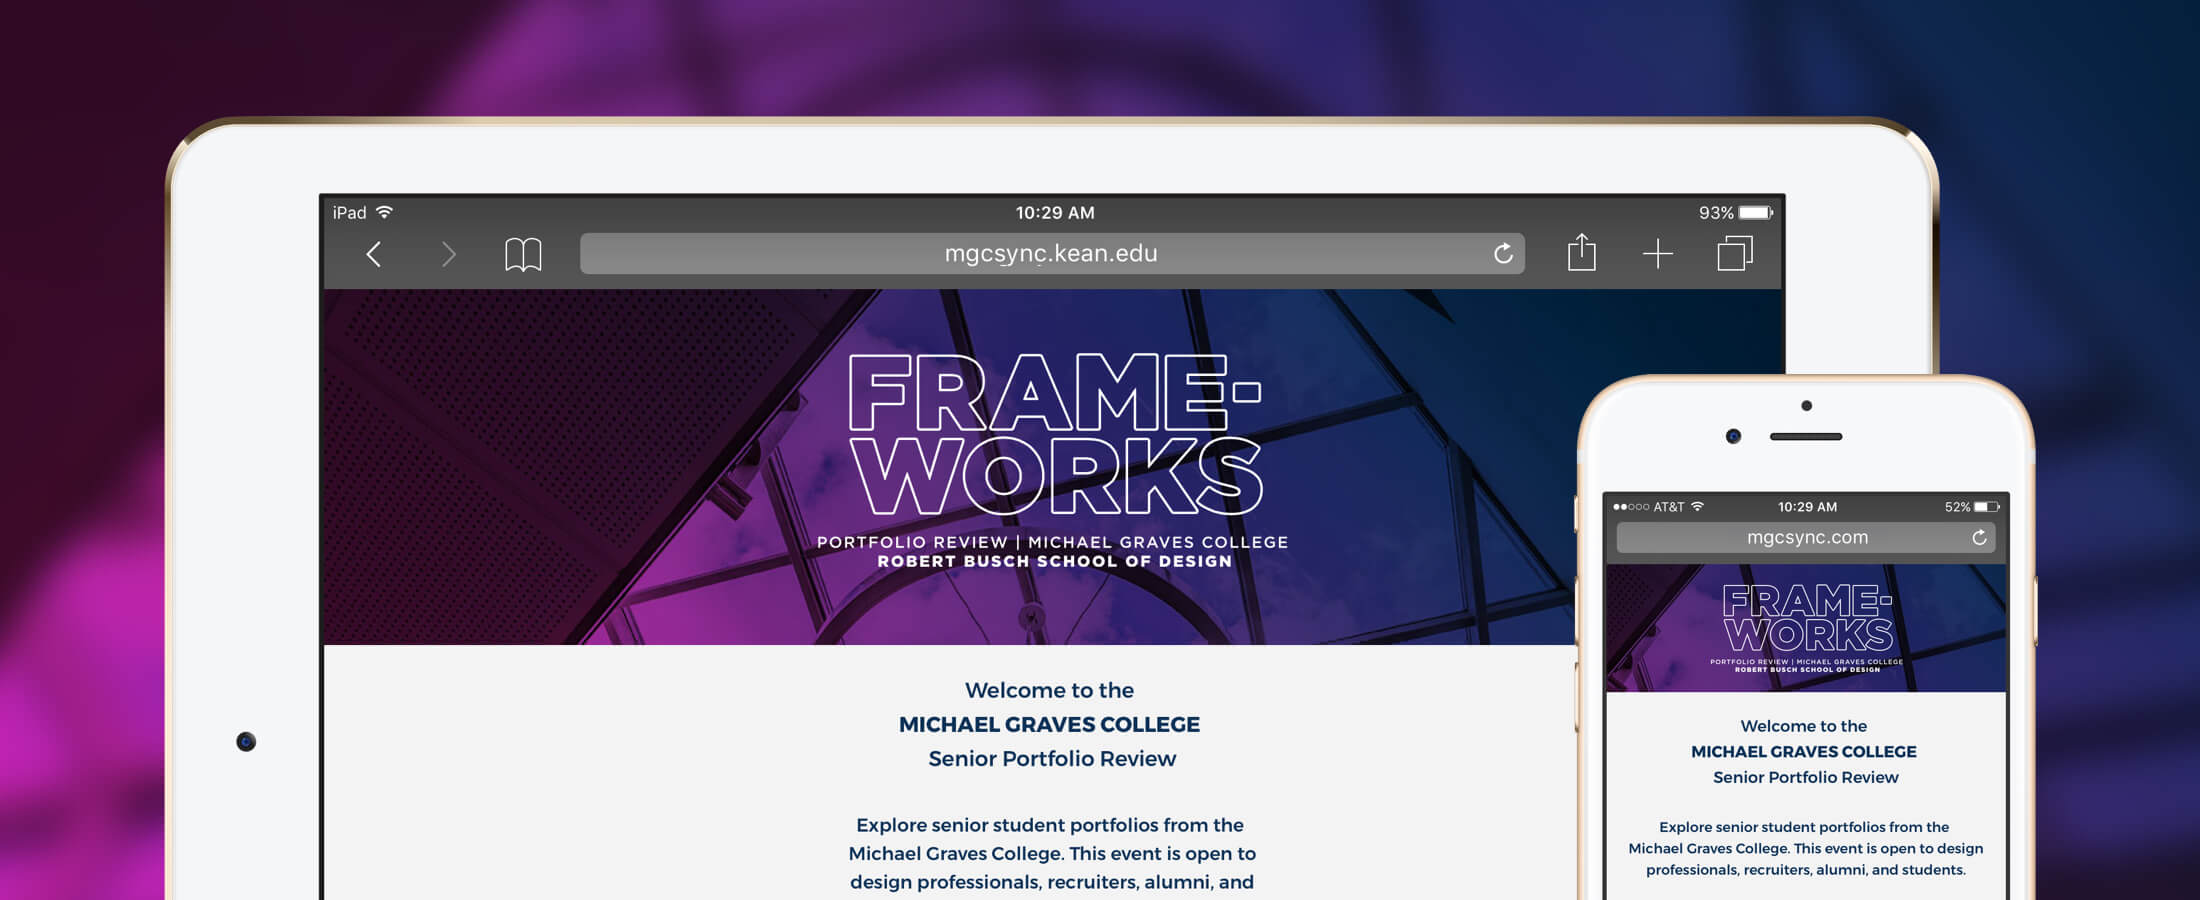 iPad
10:29 AM
93%
mgcsync.kean.edu
FRAME-
WORKS
PORTFOLIO REVIEW | MICHAEL GRAVES COLLEGE
ROBERT BUSCH SCHOOL OF DESIGN
Welcome to the
MICHAEL GRAVES COLLEGE
Senior Portfolio Review
Explore senior student portfolios from the
Michael Graves College. This event is open to
design professionals, recruiters, alumni, and
AT&T
10:29 AM
52%
mgcsync.com
FRAME-
WORKS
PORTFOLIO REVIEW | MICHAEL GRAVES COLLEGE
ROBERT BUSCH SCHOOL OF DESIGN
Welcome to the
MICHAEL GRAVES COLLEGE
Senior Portfolio Review
Explore senior student portfolios from the
Michael Graves College. This event is open to design
professionals, recruiters, alumni, and students.